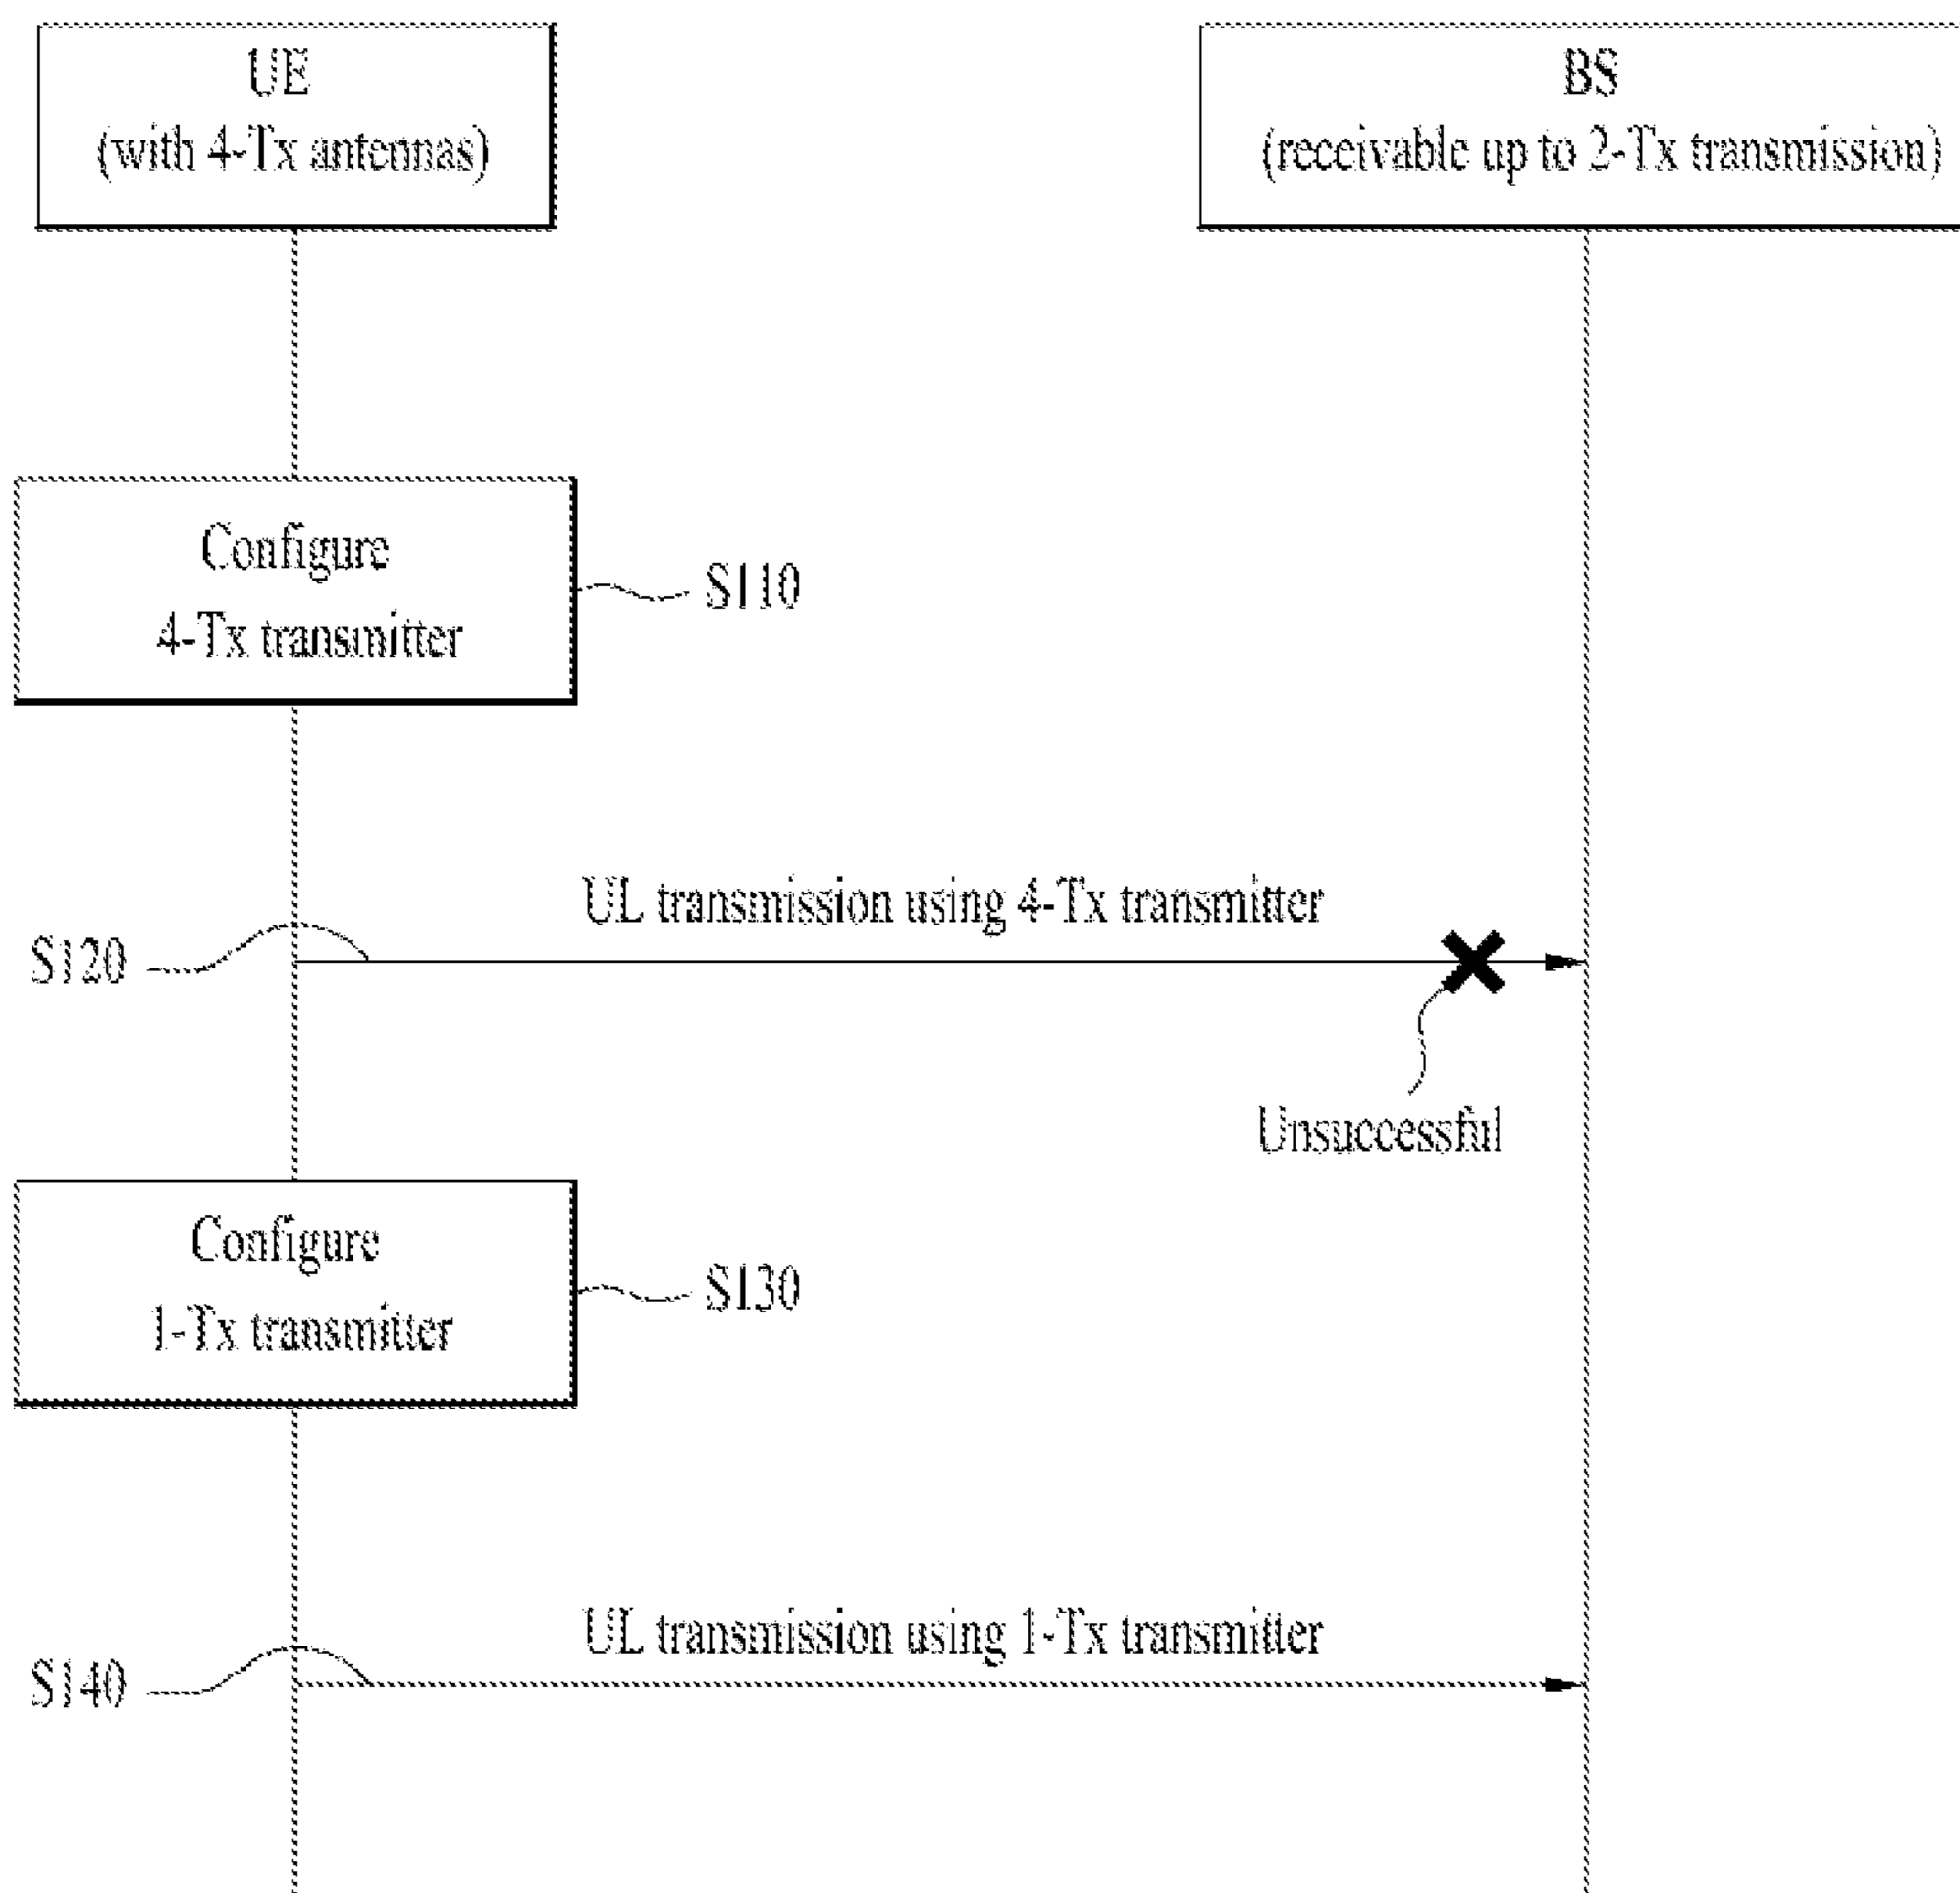 UE
(with 4-Tx antennas)
BS
(receivable up to 2-Tx transmission)
Configure
4-Tx transmitter
S110
UL transmission using 4-Tx transmitter
S120
Unsuccessful
Configure
1-Tx transmitter
S130
UL transmission using 1-Tx transmitter
S140